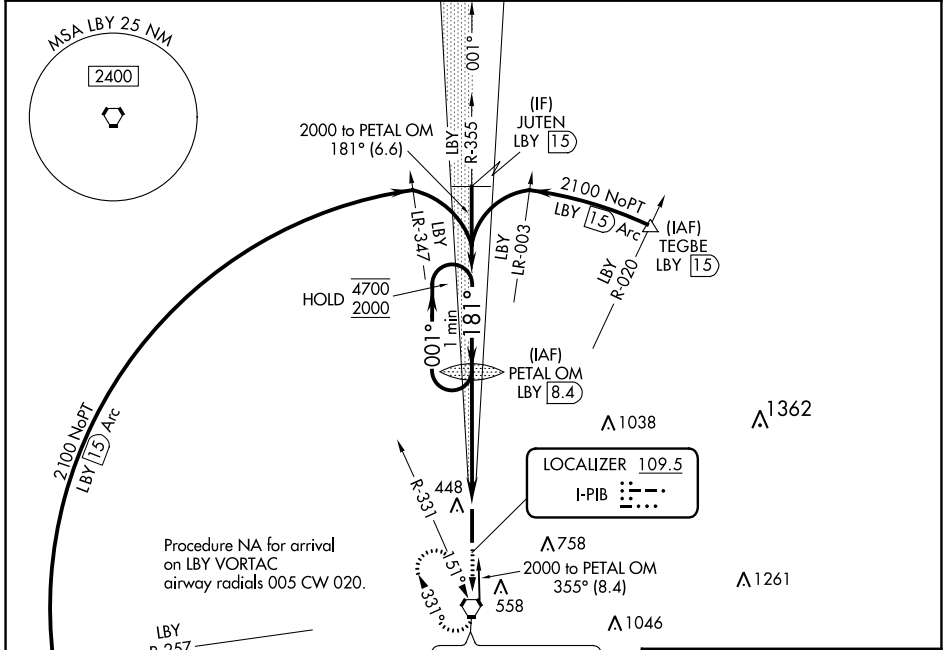 MSA LBY 25 NM
2400
001°
LBY
R-355
(IF)
JUTEN
LBY 15
2000 to PETAL OM
181° (6.6)
2100 NoPT
LBY 15 Arc
(IAF)
TEGBE
LBY 15
LBY
R-020
LBY
LR-347
LBY
LR-003
HOLD 4700
2000
001°
1 min
181°
(IAF)
PETAL OM
LBY 8.4
2100 NoPT
LBY 15 Arc
1038
1362
LOCALIZER 109.5
I-PIB
R-331
448
758
Procedure NA for arrival
on LBY VORTAC
airway radials 005 CW 020.
151°
331°
2000 to PETAL OM
355° (8.4)
558
1261
1046
LBY
R-257